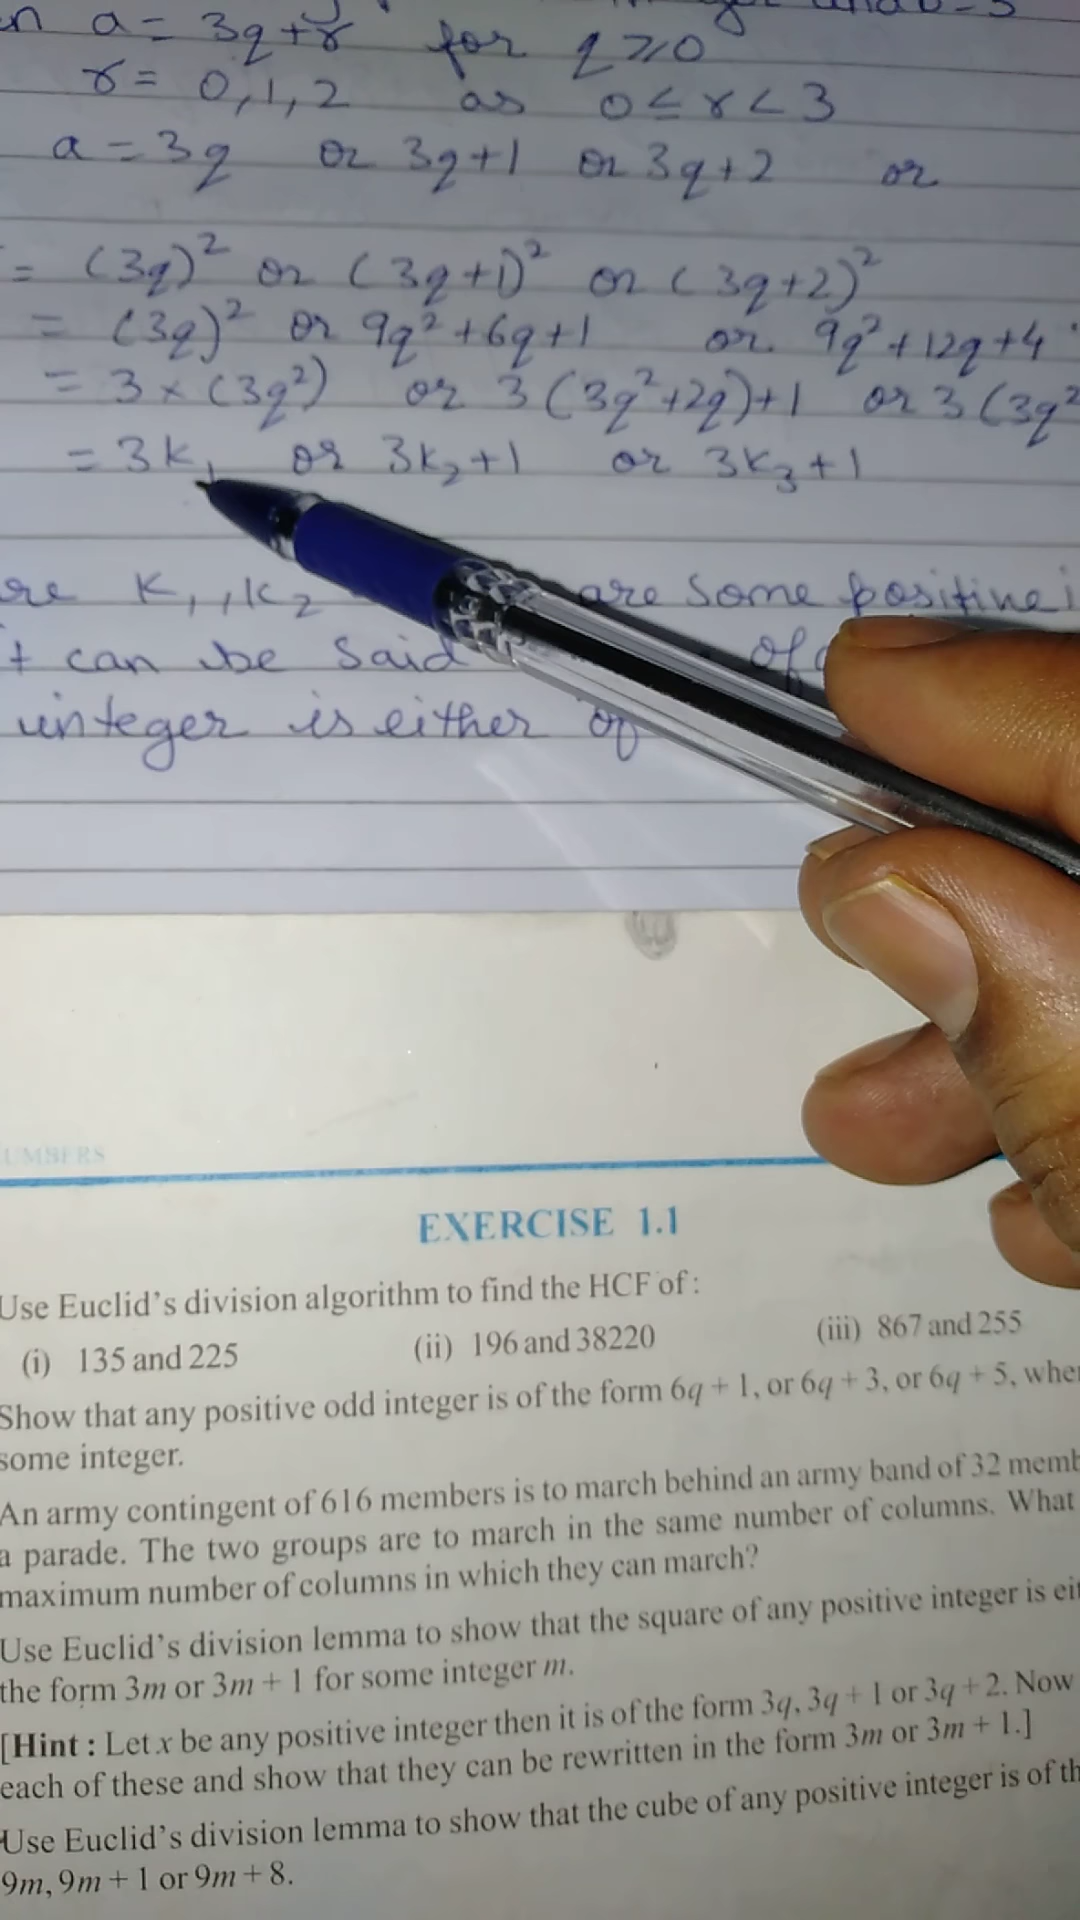 a = 3q+r for q ≥ 0
r = 0,1,2 as 0 ≤ r < 3
a = 3q or 3q+1 or 3q+2 or
= (3q)² or (3q+1)² or (3q+2)²
= (3q)² or 9q²+6q+1 or 9q²+12q+4
= 3×(3q²) or 3(3q²+2q)+1 or 3(3q²
= 3k₁ or 3k₂+1 or 3k₃+1
k₁,k₂ are some positive
can be said of
integer is either of
UMBERS
EXERCISE 1.1
Use Euclid's division algorithm to find the HCF of :
(i) 135 and 225 (ii) 196 and 38220 (iii) 867 and 255
Show that any positive odd integer is of the form 6q + 1, or 6q + 3, or 6q + 5, wher
some integer.
An army contingent of 616 members is to march behind an army band of 32 memb
a parade. The two groups are to march in the same number of columns. What
maximum number of columns in which they can march?
Use Euclid's division lemma to show that the square of any positive integer is eit
the form 3m or 3m + 1 for some integer m.
[Hint : Let x be any positive integer then it is of the form 3q, 3q + 1 or 3q + 2. Now
each of these and show that they can be rewritten in the form 3m or 3m + 1.]
Use Euclid's division lemma to show that the cube of any positive integer is of th
9m, 9m + 1 or 9m + 8.